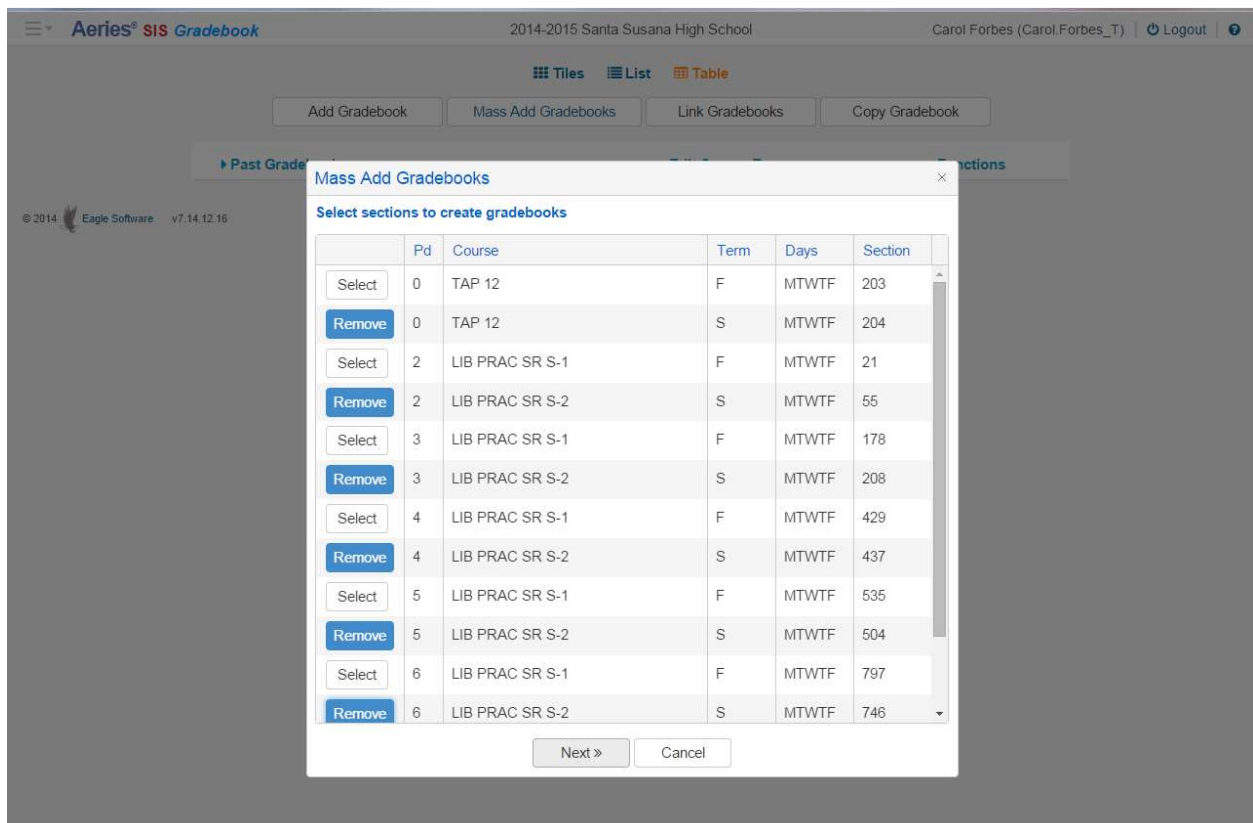 Aeries® SIS Gradebook 2014-2015 Santa Susana High School Carol Forbes (Carol.Forbes_T) Logout
Tiles List Table
Add Gradebook Mass Add Gradebooks Link Gradebooks Copy Gradebook
Past Functions
Mass Add Gradebooks ×
Select sections to create gradebooks
Pd Course Term Days Section
Select 0 TAP 12 F MTWTF 203
Remove 0 TAP 12 S MTWTF 204
Select 2 LIB PRAC SR S-1 F MTWTF 21
Remove 2 LIB PRAC SR S-2 S MTWTF 55
Select 3 LIB PRAC SR S-1 F MTWTF 178
Remove 3 LIB PRAC SR S-2 S MTWTF 208
Select 4 LIB PRAC SR S-1 F MTWTF 429
Remove 4 LIB PRAC SR S-2 S MTWTF 437
Select 5 LIB PRAC SR S-1 F MTWTF 535
Remove 5 LIB PRAC SR S-2 S MTWTF 504
Select 6 LIB PRAC SR S-1 F MTWTF 797
Remove 6 LIB PRAC SR S-2 S MTWTF 746
Next » Cancel
© 2014 Eagle Software v7.14.12.16